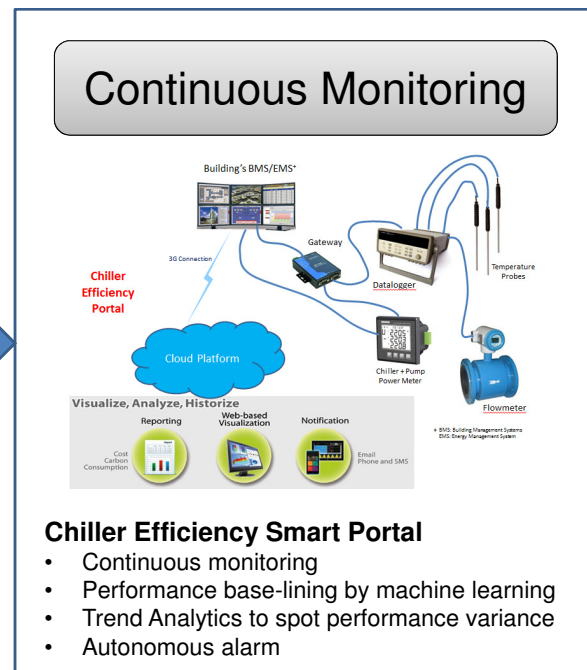 Continuous Monitoring
Building's BMS/EMS+
Gateway
3G Connection
Datalogger
Temperature
Probes
Chiller
Efficiency
Portal
Cloud Platform
Chiller + Pump
Power Meter
Flowmeter
+ BMS: Building Management Systems
EMS: Energy Management System
Visualize, Analyze, Historize
Reporting
Web-based
Visualization
Notification
Cost
Carbon
Consumption
Email
Phone and SMS
Chiller Efficiency Smart Portal
• Continuous monitoring
• Performance base-lining by machine learning
• Trend Analytics to spot performance variance
• Autonomous alarm